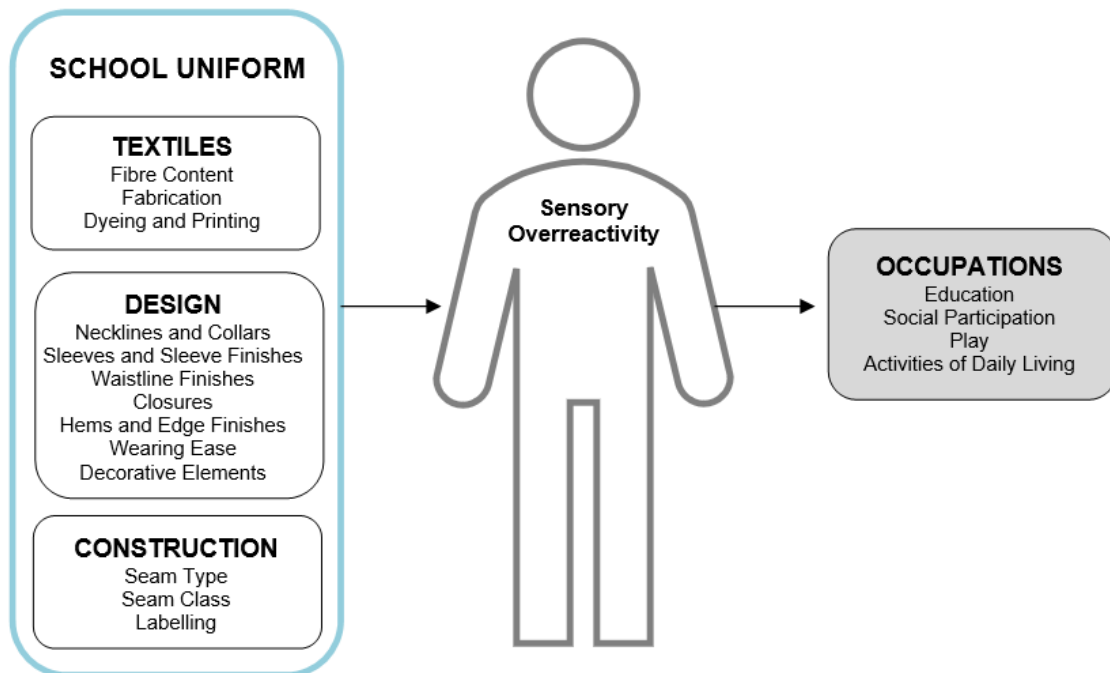 SCHOOL UNIFORM
TEXTILES
Fibre Content
Fabrication
Dyeing and Printing
DESIGN
Necklines and Collars
Sleeves and Sleeve Finishes
Waistline Finishes
Closures
Hems and Edge Finishes
Wearing Ease
Decorative Elements
CONSTRUCTION
Seam Type
Seam Class
Labelling
Sensory
Overreactivity
OCCUPATIONS
Education
Social Participation
Play
Activities of Daily Living